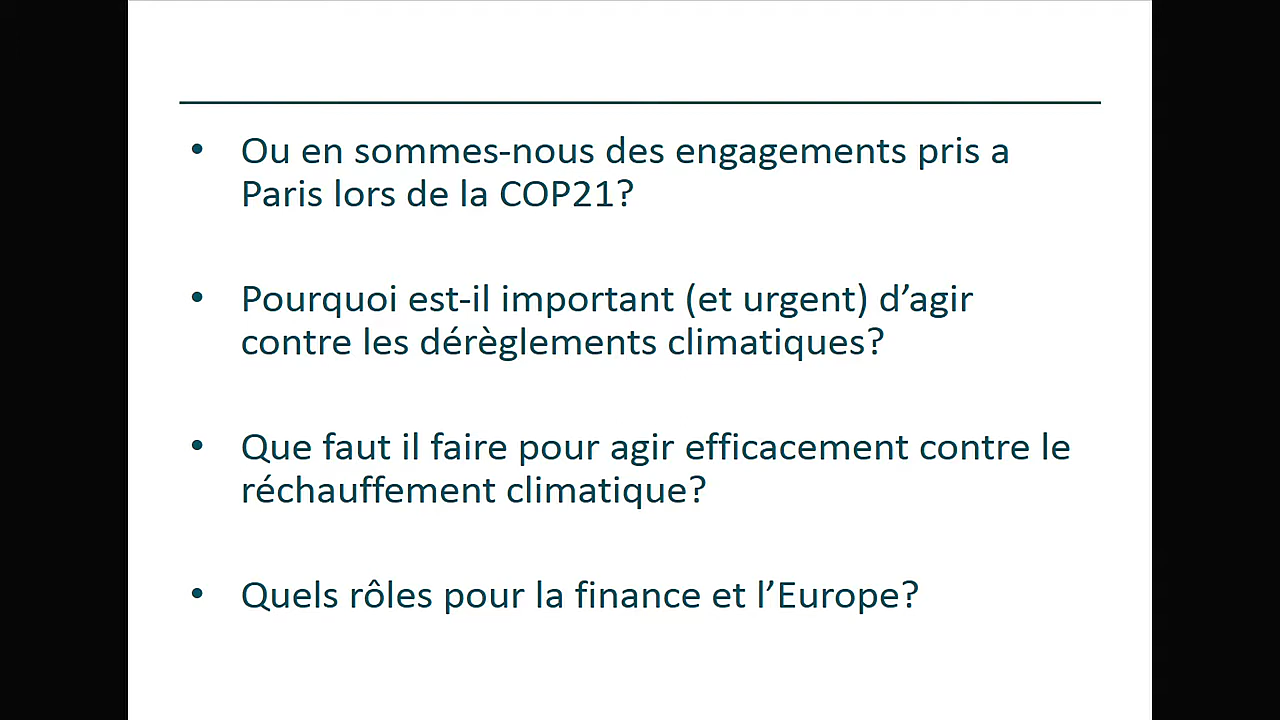 • Ou en sommes-nous des engagements pris a
Paris lors de la COP21?
• Pourquoi est-il important (et urgent) d’agir
contre les dérèglements climatiques?
• Que faut il faire pour agir efficacement contre le
réchauffement climatique?
• Quels rôles pour la finance et l’Europe?